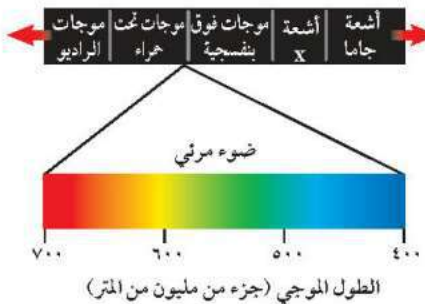 أشعة جاما
أشعة x
موجات فوق بنفسجية
موجات تحت حمراء
موجات الراديو
ضوء مرئي
٧٠٠ ٦٠٠ ٥٠٠ ٤٠٠
الطول الموجي (جزء من مليون من المتر)